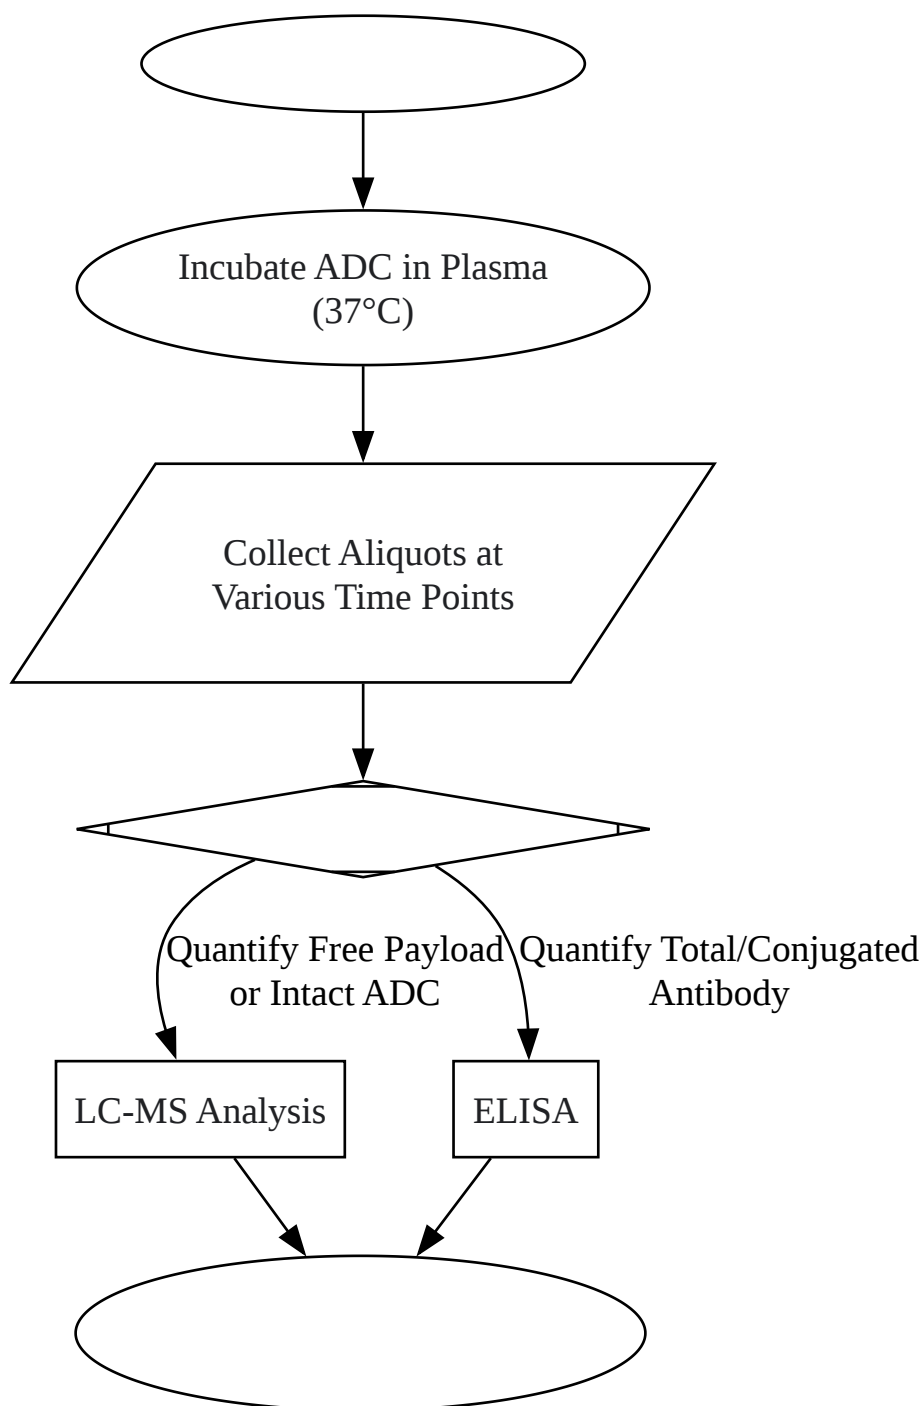 Incubate ADC in Plasma
(37°C)
Collect Aliquots at
Various Time Points
Quantify Free Payload
or Intact ADC
Quantify Total/Conjugated
Antibody
LC-MS Analysis
ELISA